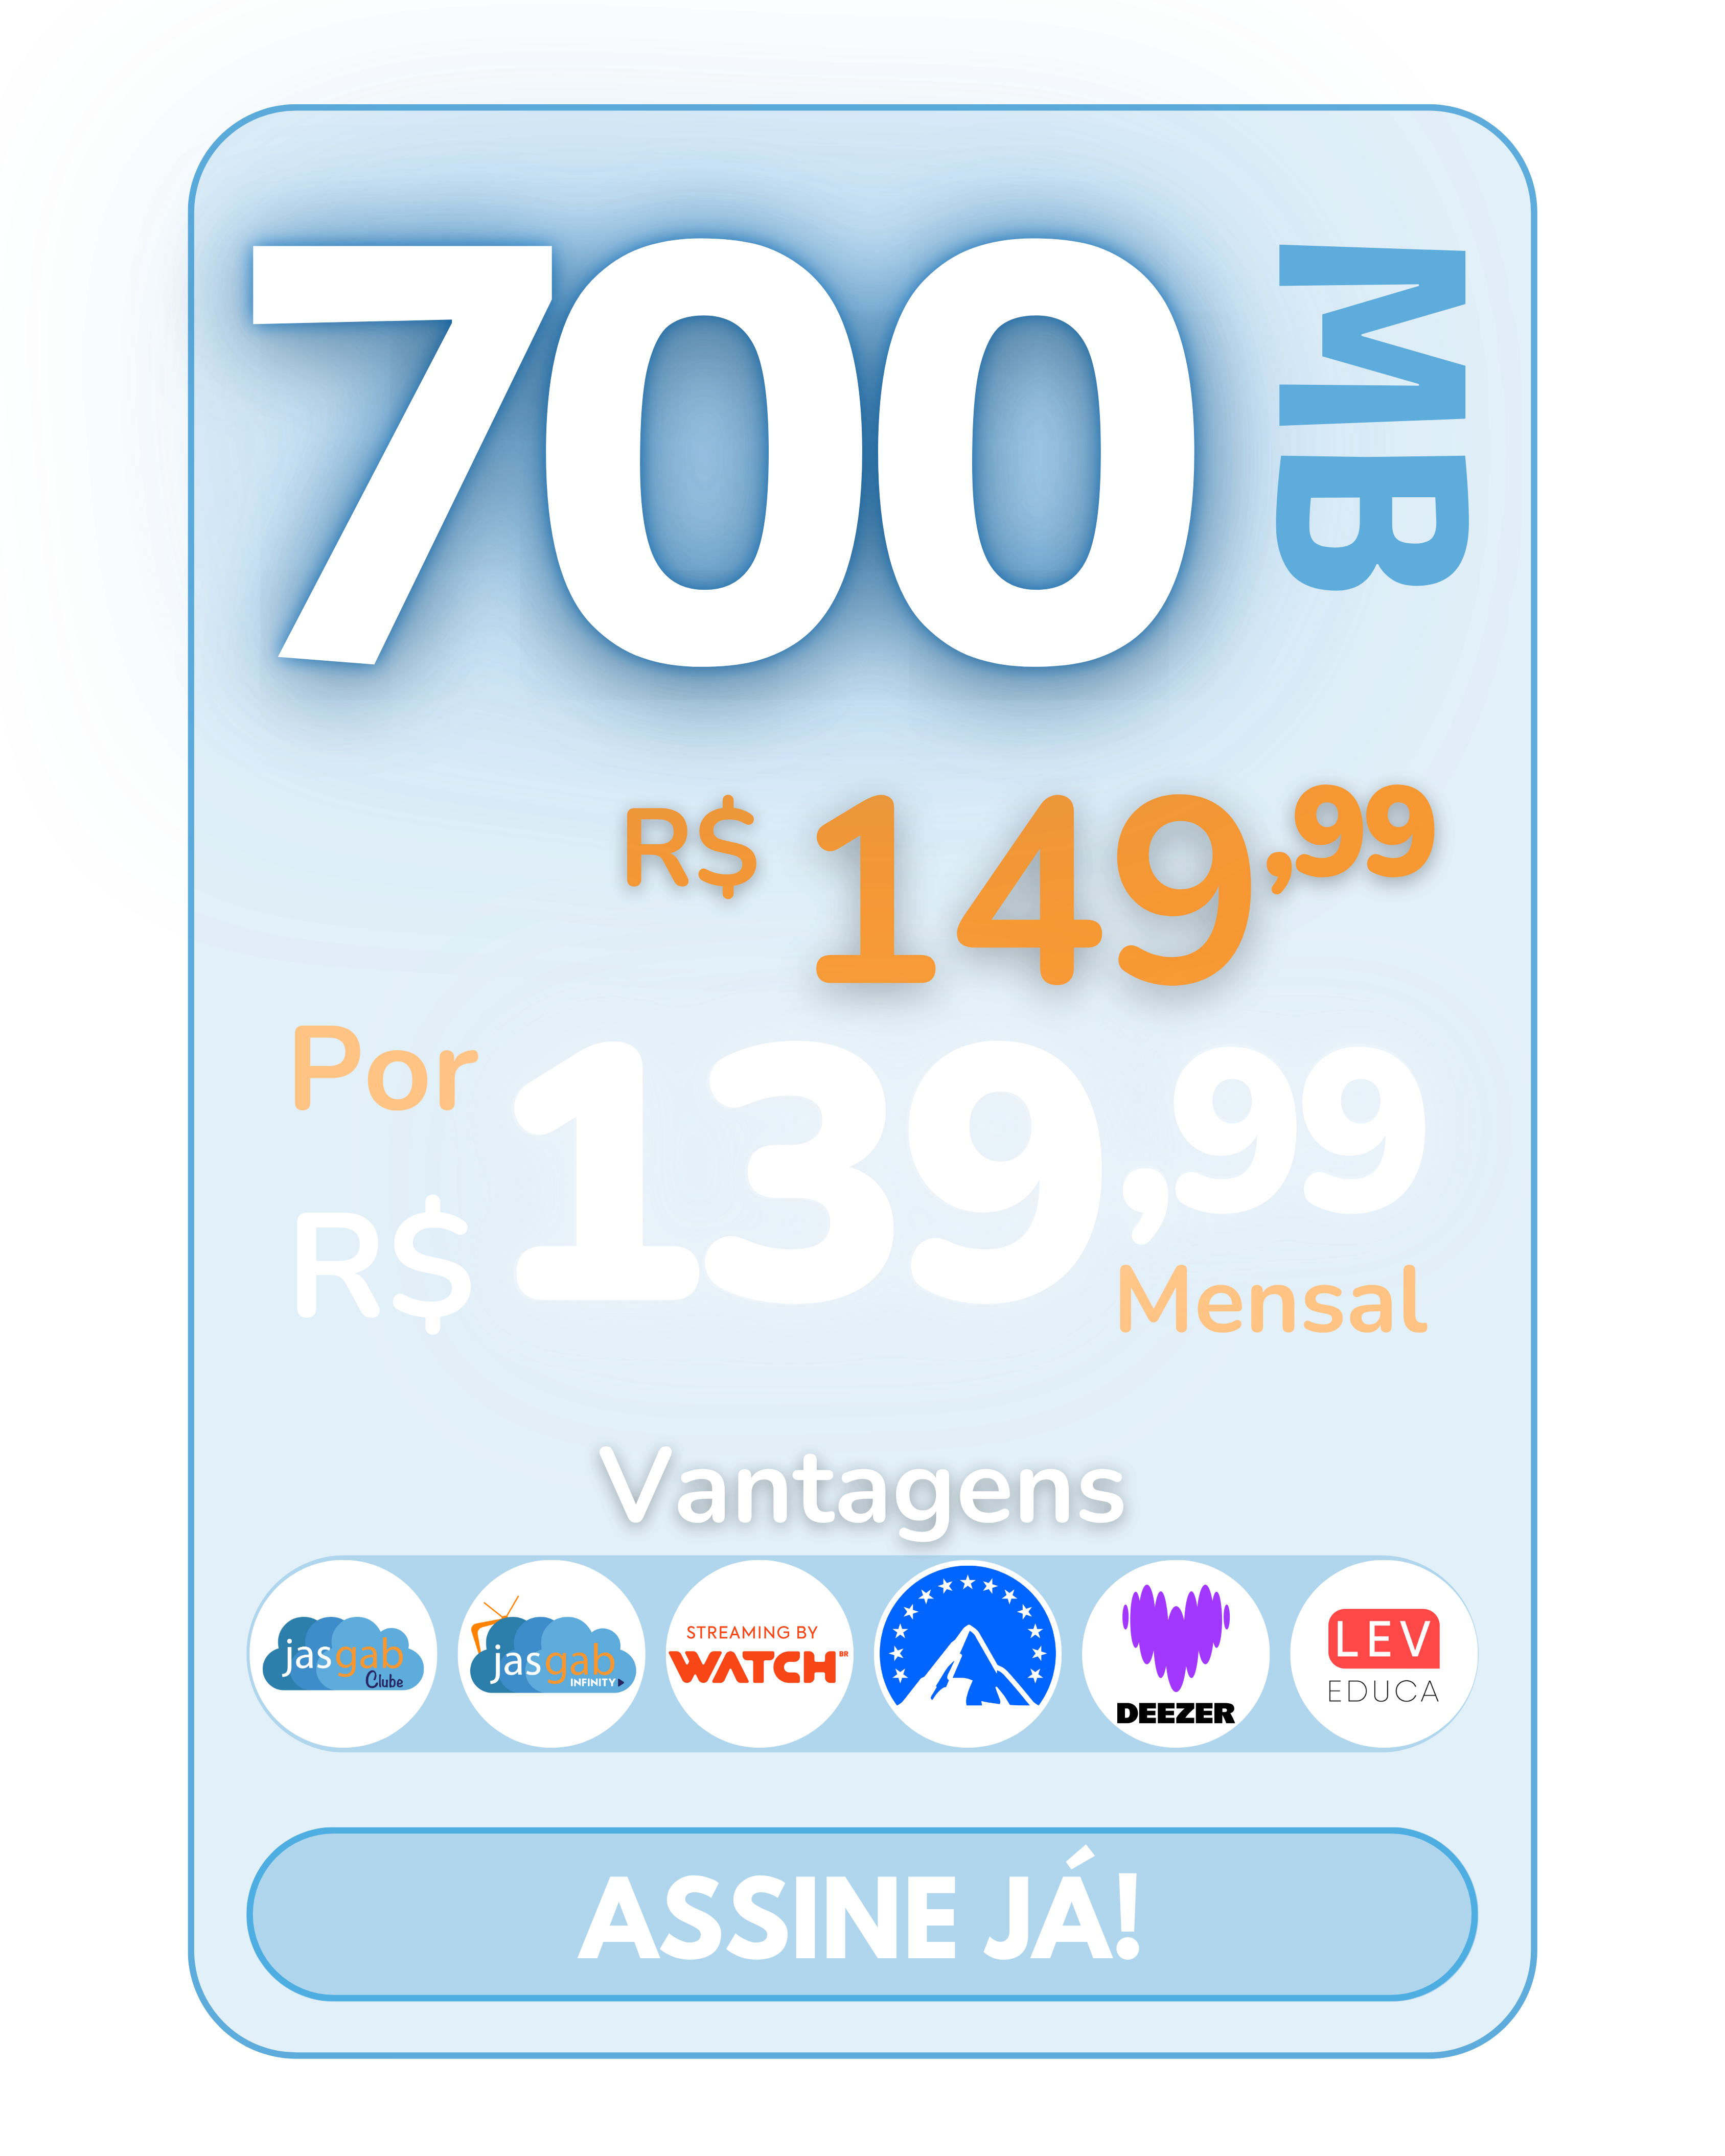 700 MB
R$ 149,99
Por
R$ 139,99
Mensal
Vantagens
jasgab Clube
jasgab INFINITY
STREAMING BY WATCH BR
DEEZER
LEV EDUCA
ASSINE JÁ!